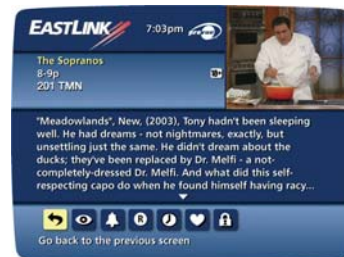 EASTLINK 7:03pm
The Sopranos
8-9p 18+
201 TMN
"Meadowlands", New, (2003), Tony hadn't been sleeping
well. He had dreams - not nightmares, exactly, but
unsettling just the same. He didn't dream about the
ducks; they've been replaced by Dr. Melfi - a not-
completely-dressed Dr. Melfi. And what did this self-
respecting capo do when he found himself having racy...
R
Go back to the previous screen